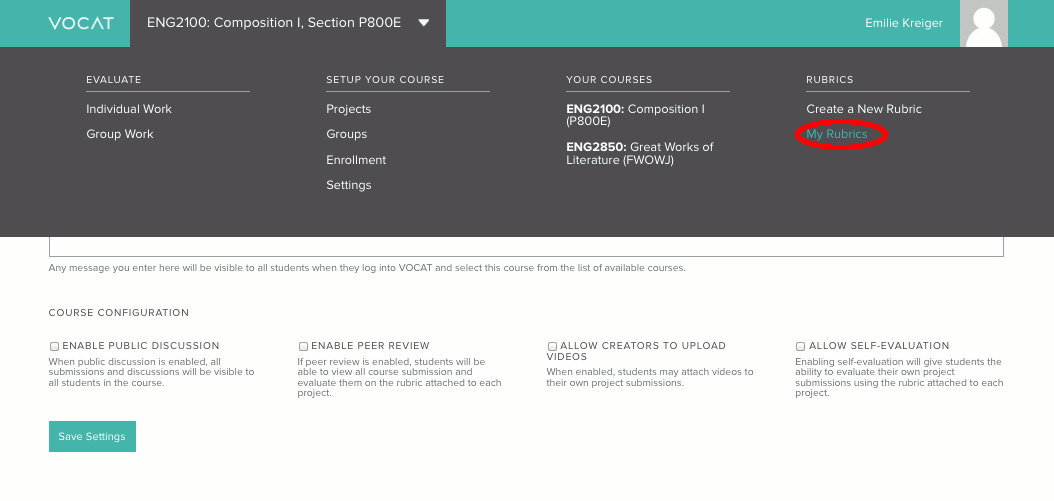 VOCAT
ENG2100: Composition I, Section P800E
Emilie Kreiger
EVALUATE
Individual Work
Group Work
SETUP YOUR COURSE
Projects
Groups
Enrollment
Settings
YOUR COURSES
ENG2100: Composition I
(P800E)
ENG2850: Great Works of
Literature (FWOWJ)
RUBRICS
Create a New Rubric
My Rubrics
Any message you enter here will be visible to all students when they log into VOCAT and select this course from the list of available courses.
COURSE CONFIGURATION
ENABLE PUBLIC DISCUSSION
When public discussion is enabled, all
submissions and discussions will be visible to
all students in the course.
ENABLE PEER REVIEW
If peer review is enabled, students will be
able to view all course submission and
evaluate them on the rubric attached to each
project.
ALLOW CREATORS TO UPLOAD
VIDEOS
When enabled, students may attach videos to
their own project submissions.
ALLOW SELF-EVALUATION
Enabling self-evaluation will give students the
ability to evaluate their own project
submissions using the rubric attached to each
project.
Save Settings